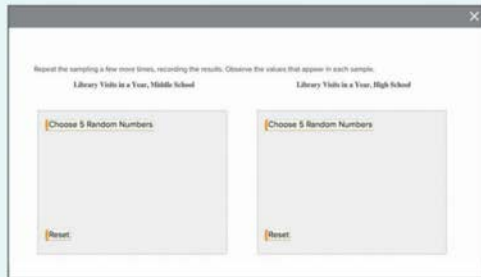 Repeat the sampling a few more times, recording the results. Observe the values that appear in each sample.
Library Visits in a Year, Middle School
Library Visits in a Year, High School
Choose 5 Random Numbers
Choose 5 Random Numbers
Reset
Reset